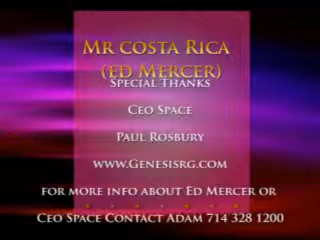 Mr Costa Rica
(Ed Mercer)
Special Thanks
Ceo Space
Paul Rosbury
www.Genesisrg.com
for more info about Ed Mercer or
Ceo Space Contact Adam 714 328 1200